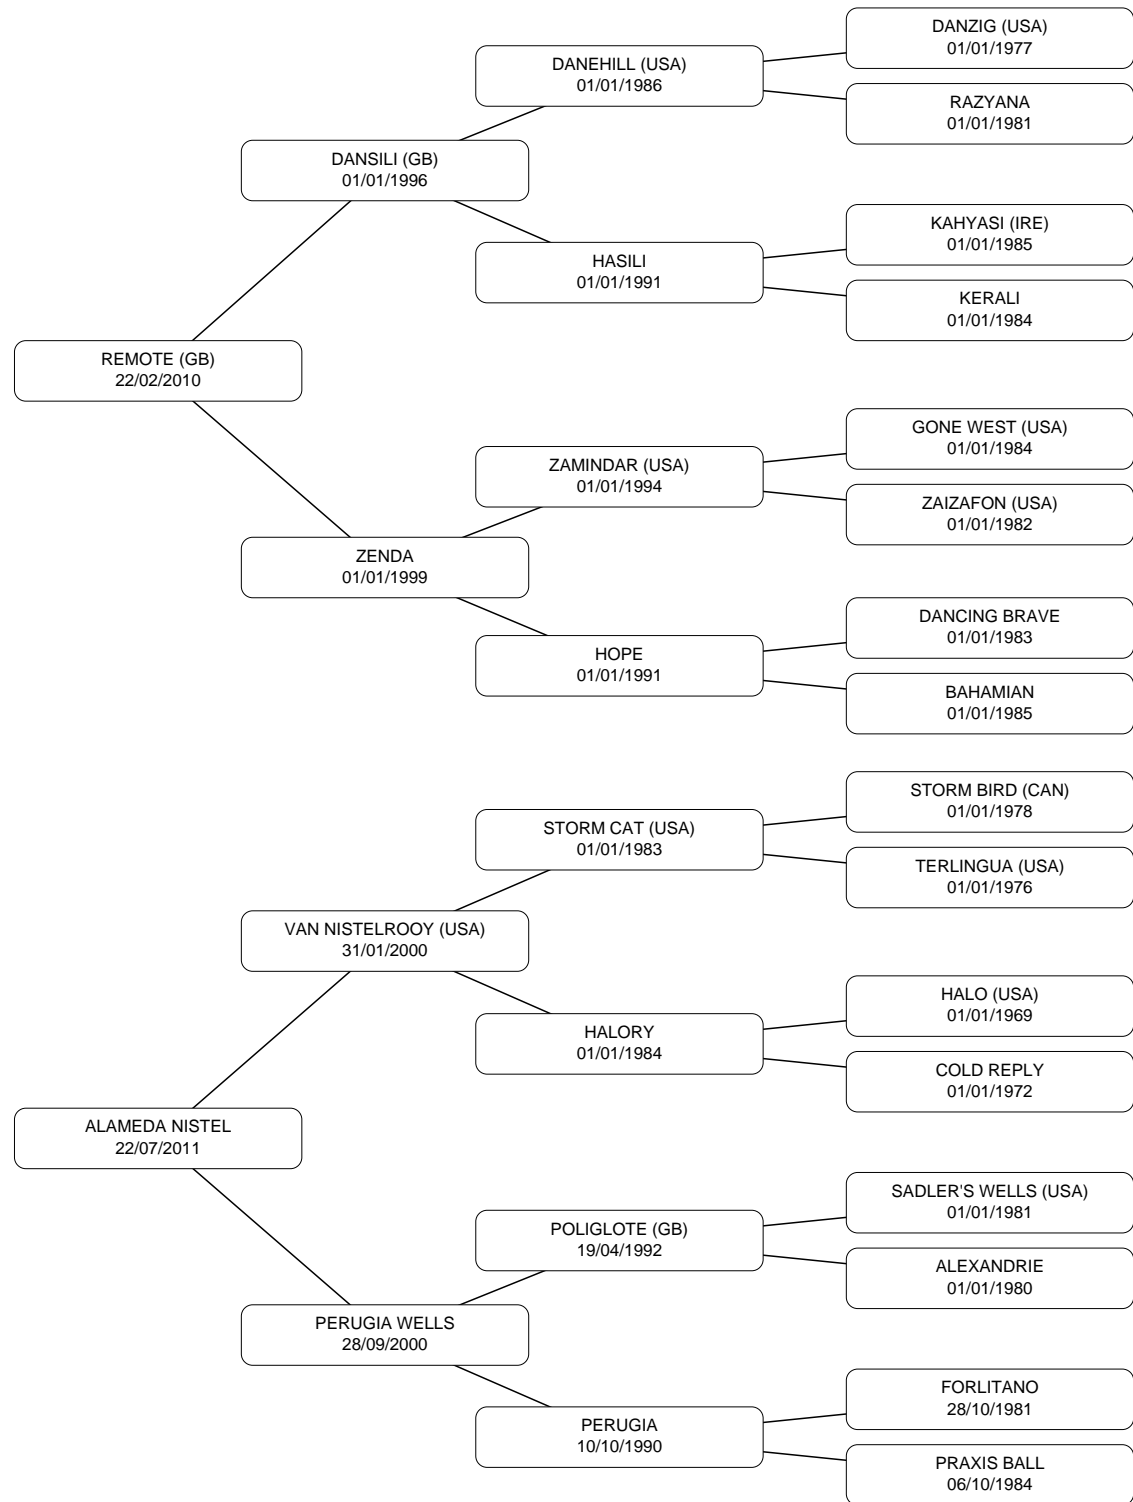 DANZIG (USA)
01/01/1977
DANEHILL (USA)
01/01/1986
RAZYANA
01/01/1981
DANSILI (GB)
01/01/1996
KAHYASI (IRE)
01/01/1985
HASILI
01/01/1991
KERALI
01/01/1984
REMOTE (GB)
22/02/2010
GONE WEST (USA)
01/01/1984
ZAMINDAR (USA)
01/01/1994
ZAIZAFON (USA)
01/01/1982
ZENDA
01/01/1999
DANCING BRAVE
01/01/1983
HOPE
01/01/1991
BAHAMIAN
01/01/1985
STORM BIRD (CAN)
01/01/1978
STORM CAT (USA)
01/01/1983
TERLINGUA (USA)
01/01/1976
VAN NISTELROOY (USA)
31/01/2000
HALO (USA)
01/01/1969
HALORY
01/01/1984
COLD REPLY
01/01/1972
ALAMEDA NISTEL
22/07/2011
SADLER'S WELLS (USA)
01/01/1981
POLIGLOTE (GB)
19/04/1992
ALEXANDRIE
01/01/1980
PERUGIA WELLS
28/09/2000
FORLITANO
28/10/1981
PERUGIA
10/10/1990
PRAXIS BALL
06/10/1984